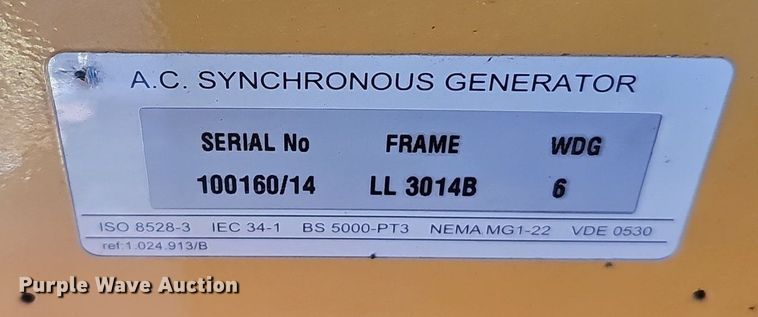 A.C. SYNCHRONOUS GENERATOR
SERIAL No FRAME WDG
100160/14 LL 3014B 6
ISO 8528-3 IEC 34-1 BS 5000-PT3 NEMA MG1-22 VDE 0530
ref:1.024.913/B
Purple Wave Auction